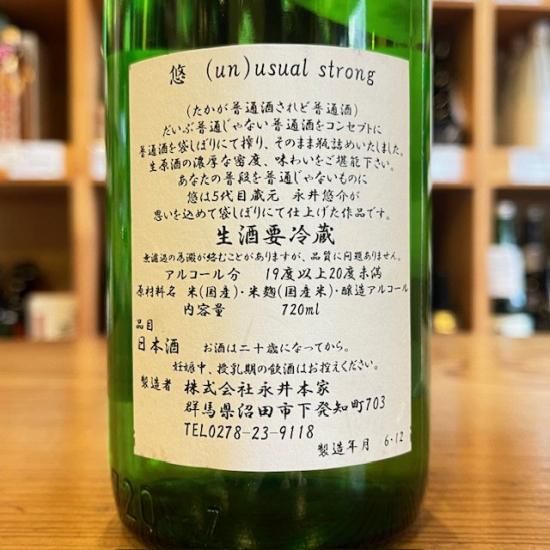 悠 (un)usual strong
(たかが普通酒されど普通酒)
だいぶ普通じゃない普通酒をコンセプトに
普通酒を袋しぼりにて搾り、そのまま瓶詰めいたしました。
生原酒の濃厚な密度、味わいをご堪能下さい。
あなたの普段を普通じゃないものに
悠は5代目蔵元 永井悠介が
思いを込めて袋しぼりにて仕上げた作品です。
生酒要冷蔵
無濾過の為澱が絡むことがありますが、品質に問題ありません。
アルコール分 19度以上20度未満
原材料名 米(国産)・米麹(国産米)・醸造アルコール
内容量 720ml
品目
日本酒 お酒は二十歳になってから。
妊娠中、授乳期の飲酒はお控えください。
製造者 株式会社永井本家
群馬県沼田市下発知町703
TEL0278-23-9118
製造年月 6.12